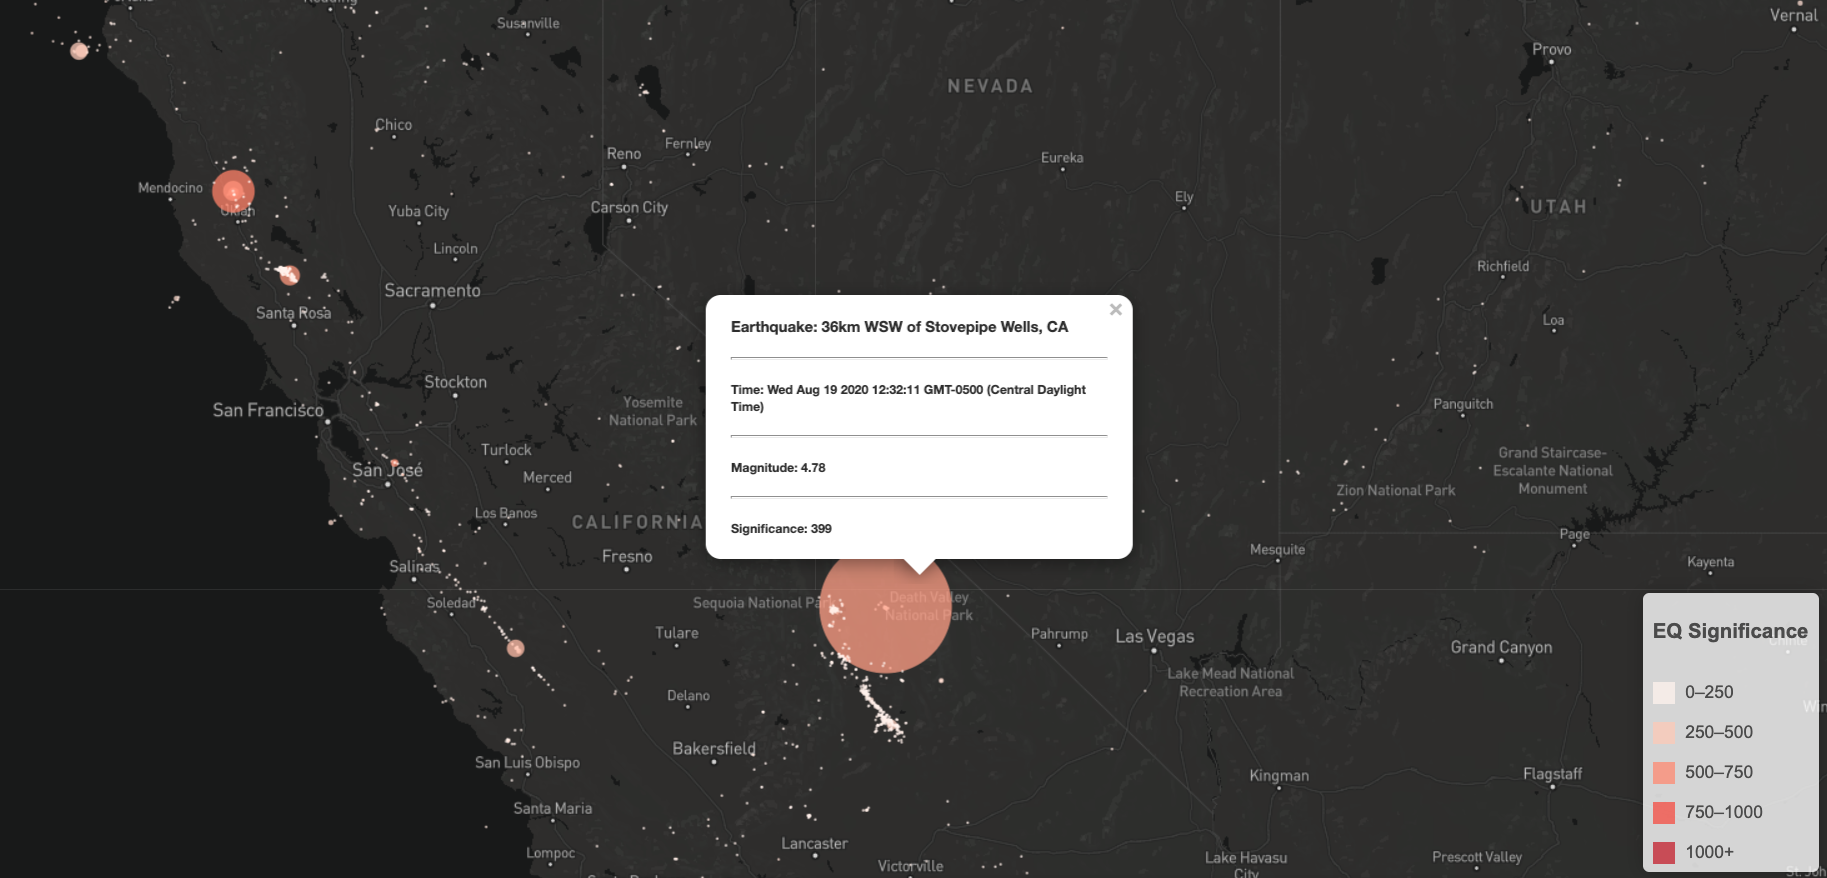 Susanville
Vernal
Provo
NEVADA
Chico
Reno
Fernley
Eureka
Mendocino
Ukiah
Yuba City
Carson City
Ely
UTAH
Lincoln
Sacramento
Richfield
Santa Rosa
Loa
×
Earthquake: 36km WSW of Stovepipe Wells, CA
Time: Wed Aug 19 2020 12:32:11 GMT-0500 (Central Daylight
Time)
Magnitude: 4.78
Significance: 399
Stockton
San Francisco
Yosemite
National Park
Panguitch
Turlock
San José
Merced
Grand Staircase-
Escalante National
Monument
Zion National Park
Los Banos
CALIFORNIA
Page
Fresno
Mesquite
Kayenta
Salinas
Soledad
Sequoia National Park
Death Valley
National Park
Tulare
Pahrump
Las Vegas
Grand Canyon
Lake Mead National
Recreation Area
Delano
Bakersfield
San Luis Obispo
Kingman
Flagstaff
Santa Maria
Lancaster
Lompoc
Victorville
Lake Havasu
City
Prescott Valley
EQ Significance
0–250
250–500
500–750
750–1000
1000+
Win
St. Joh